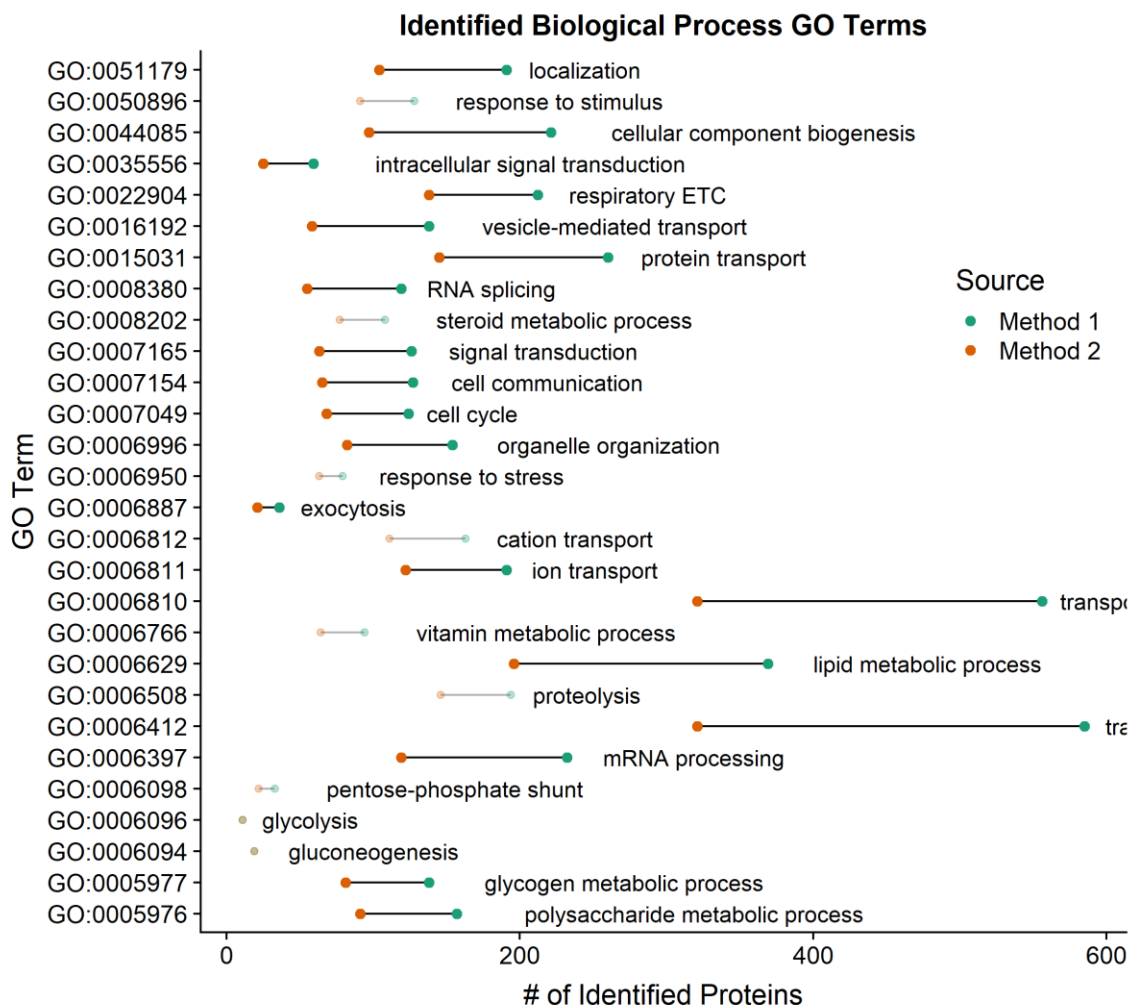 Identified Biological Process GO Terms
GO:0051179 localization
GO:0050896 response to stimulus
GO:0044085 cellular component biogenesis
GO:0035556 intracellular signal transduction
GO:0022904 respiratory ETC
GO:0016192 vesicle-mediated transport
GO:0015031 protein transport
GO:0008380 RNA splicing
GO:0008202 steroid metabolic process
GO:0007165 signal transduction
GO:0007154 cell communication
GO:0007049 cell cycle
GO:0006996 organelle organization
GO:0006950 response to stress
GO:0006887 exocytosis
GO:0006812 cation transport
GO:0006811 ion transport
GO:0006810 transpo
GO:0006766 vitamin metabolic process
GO:0006629 lipid metabolic process
GO:0006508 proteolysis
GO:0006412 tra
GO:0006397 mRNA processing
GO:0006098 pentose-phosphate shunt
GO:0006096 glycolysis
GO:0006094 gluconeogenesis
GO:0005977 glycogen metabolic process
GO:0005976 polysaccharide metabolic process
GO Term
Source
Method 1
Method 2
0 200 400 600
# of Identified Proteins